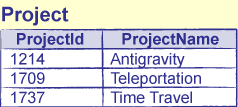 Project
ProjectId ProjectName
1214 Antigravity
1709 Teleportation
1737 Time Travel